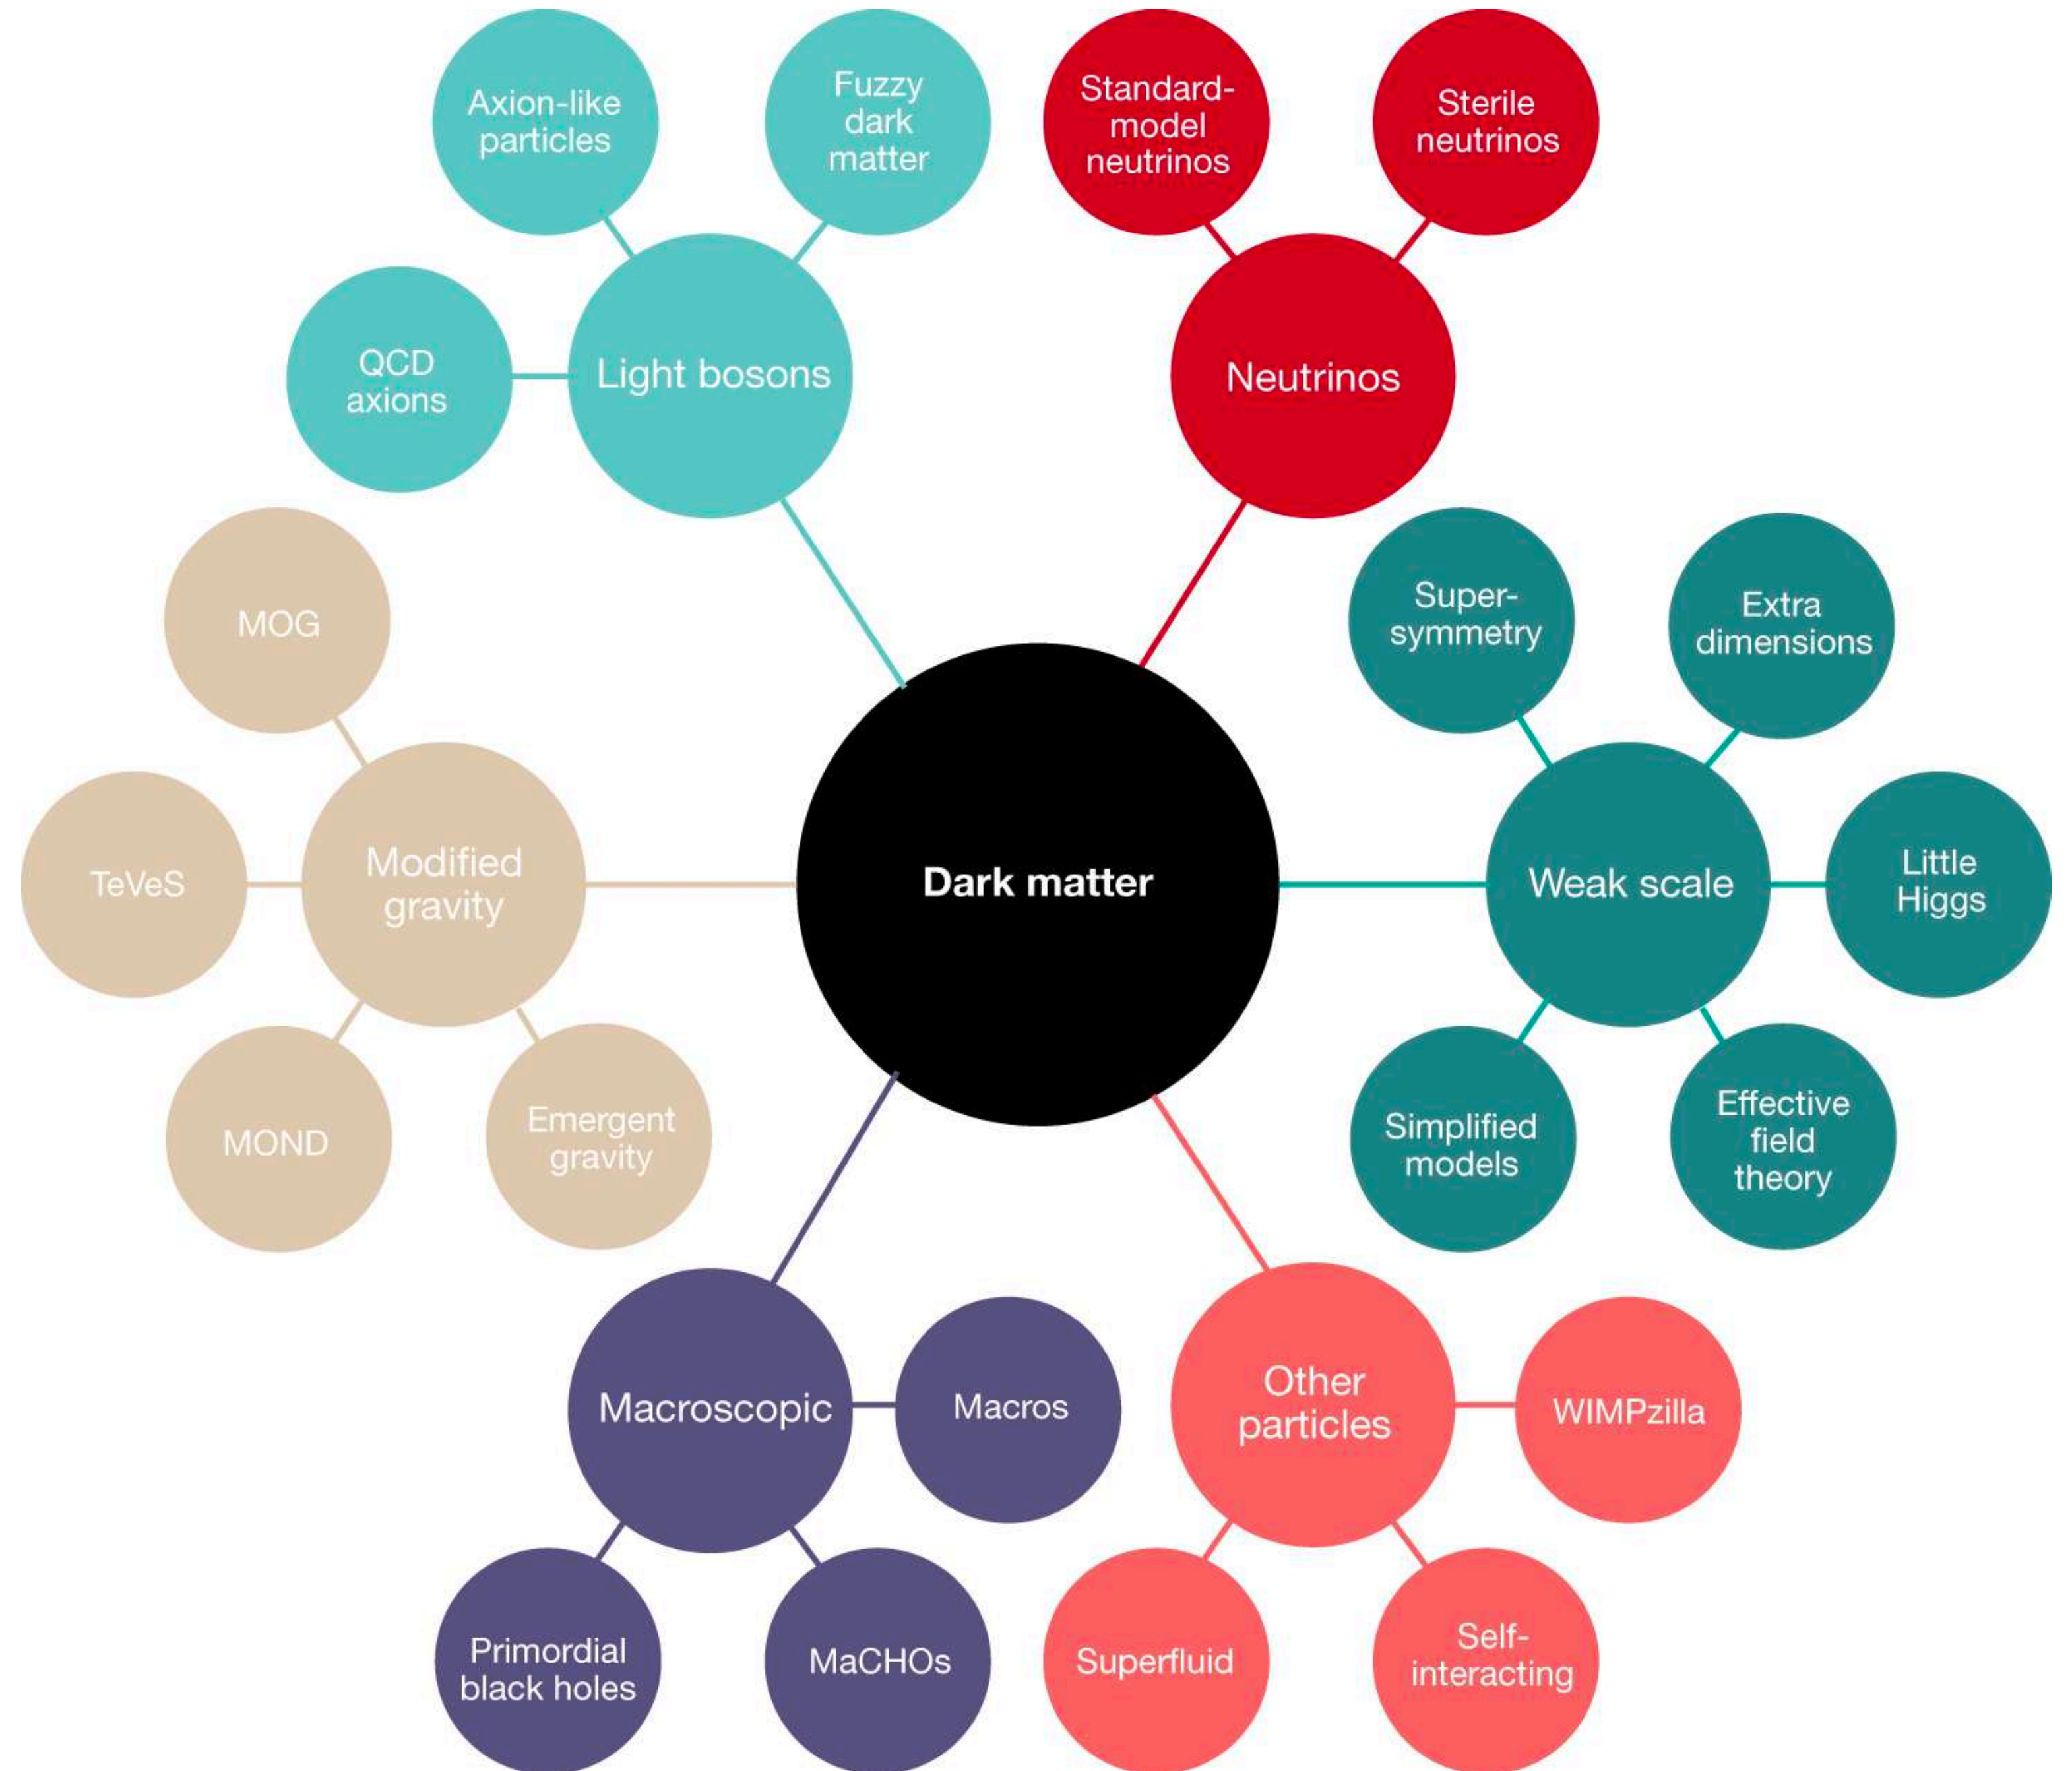 Axion-like
particles
Fuzzy
dark
matter
Standard-
model
neutrinos
Sterile
neutrinos
QCD
axions
Light bosons
Neutrinos
MOG
Super-
symmetry
Extra
dimensions
TeVeS
Modified
gravity
Dark matter
Weak scale
Little
Higgs
MOND
Emergent
gravity
Simplified
models
Effective
field
theory
Macroscopic
Macros
Other
particles
WIMPzilla
Primordial
black holes
MaCHOs
Superfluid
Self-
interacting